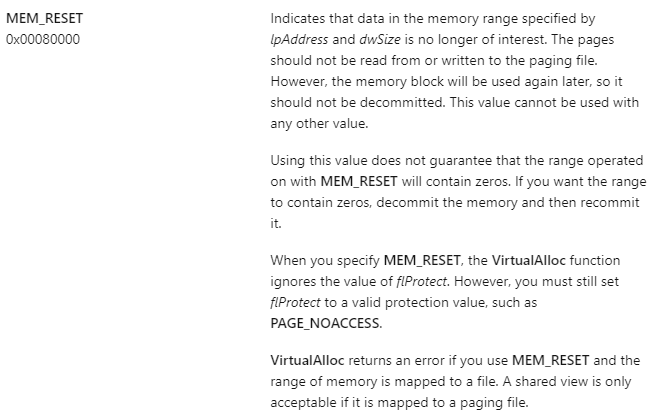 MEM_RESET
0x00080000
Indicates that data in the memory range specified by
lpAddress and dwSize is no longer of interest. The pages
should not be read from or written to the paging file.
However, the memory block will be used again later, so it
should not be decommitted. This value cannot be used with
any other value.
Using this value does not guarantee that the range operated
on with MEM_RESET will contain zeros. If you want the range
to contain zeros, decommit the memory and then recommit
it.
When you specify MEM_RESET, the VirtualAlloc function
ignores the value of flProtect. However, you must still set
flProtect to a valid protection value, such as
PAGE_NOACCESS.
VirtualAlloc returns an error if you use MEM_RESET and the
range of memory is mapped to a file. A shared view is only
acceptable if it is mapped to a paging file.